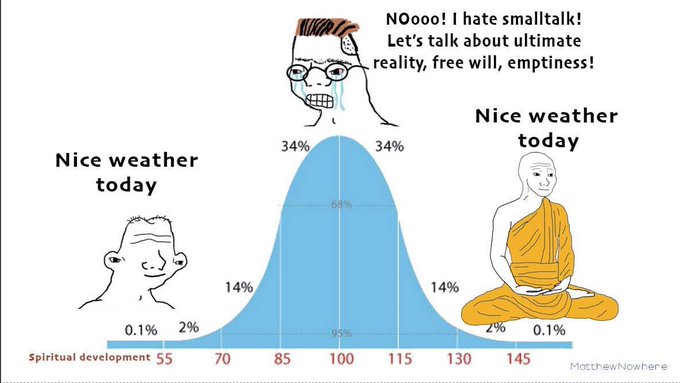 NOooo! I hate smalltalk!
Let's talk about ultimate
reality, free will, emptiness!
Nice weather
today
Nice weather
today
34% 34%
68%
14% 14%
0.1% 2% 95% 2% 0.1%
Spiritual development 55 70 85 100 115 130 145
MatthewNowhere